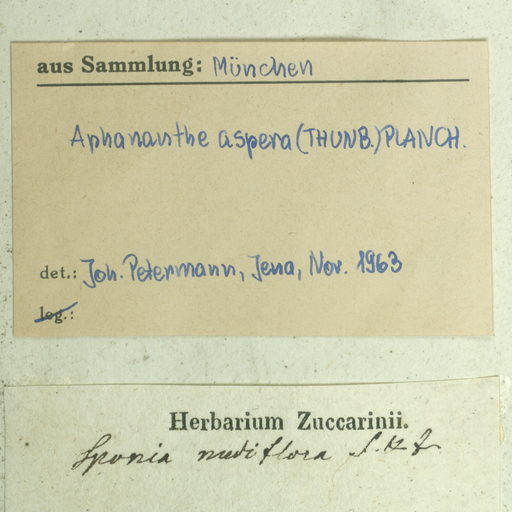 aus Sammlung: München
Aphananthe aspera (THUNB.) PLANCH.
det.: Joh. Petermann, Jena, Nov. 1963
leg.:
Herbarium Zuccarinii.
Sponia nudiflora S. &